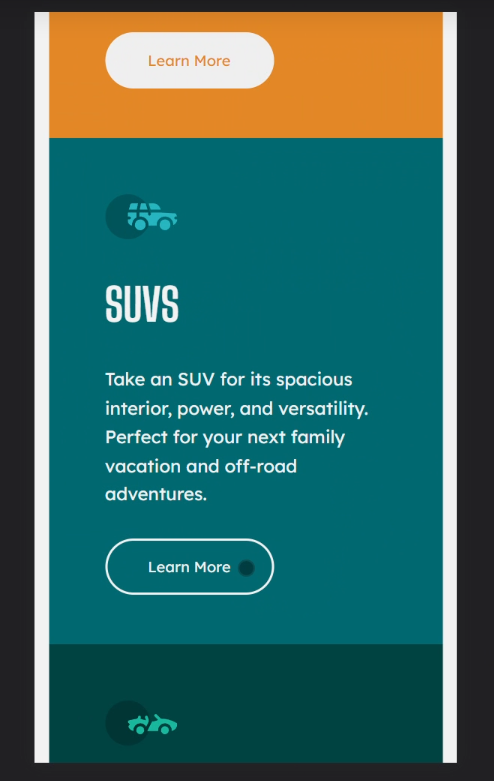 Learn More
SUVS
Take an SUV for its spacious
interior, power, and versatility.
Perfect for your next family
vacation and off-road
adventures.
Learn More